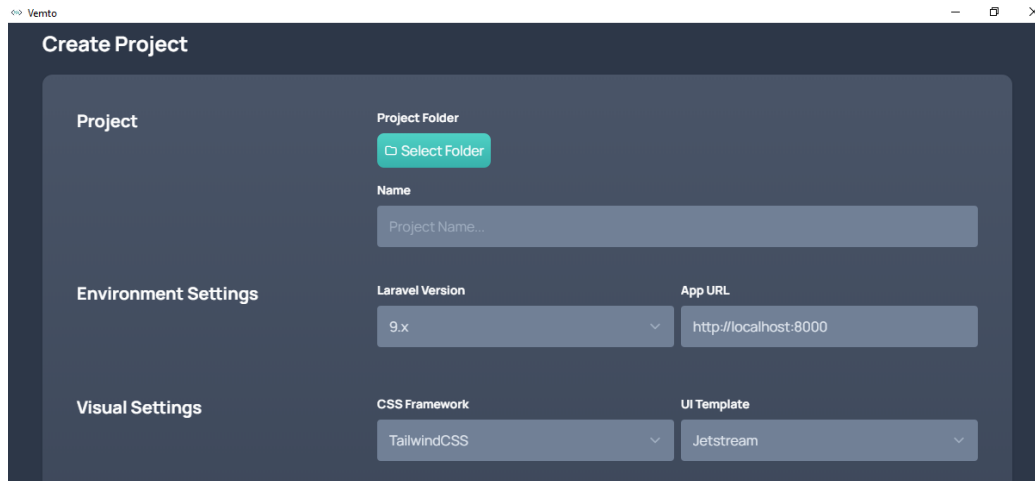 Vemto
Create Project
Project
Project Folder
Select Folder
Name
Project Name...
Environment Settings
Laravel Version
App URL
9.x
http://localhost:8000
Visual Settings
CSS Framework
UI Template
TailwindCSS
Jetstream